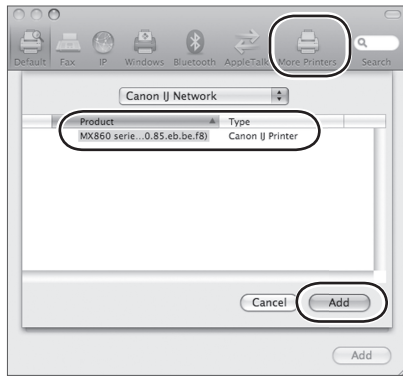 Default Fax IP Windows Bluetooth AppleTalk More Printers Search
Canon IJ Network
Product Type
MX860 serie...0.85.eb.be.f8) Canon IJ Printer
Cancel Add
Add